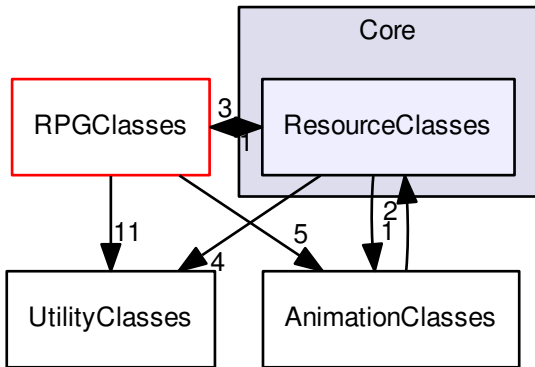 Core
RPGClasses
3
1
ResourceClasses
11
5
4
2
1
UtilityClasses
AnimationClasses